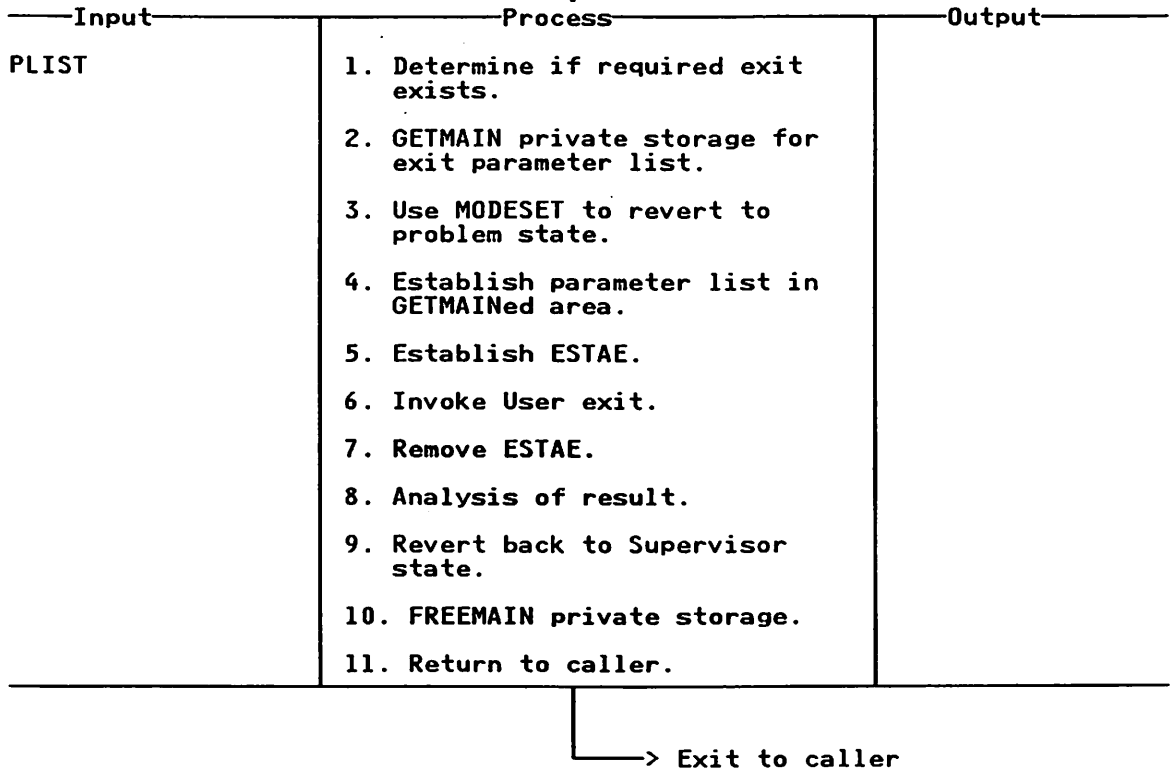 Input Process Output
PLIST
1. Determine if required exit
exists.
2. GETMAIN private storage for
exit parameter list.
3. Use MODESET to revert to
problem state.
4. Establish parameter list in
GETMAINed area.
5. Establish ESTAE.
6. Invoke User exit.
7. Remove ESTAE.
8. Analysis of result.
9. Revert back to Supervisor
state.
10. FREEMAIN private storage.
11. Return to caller.
> Exit to caller